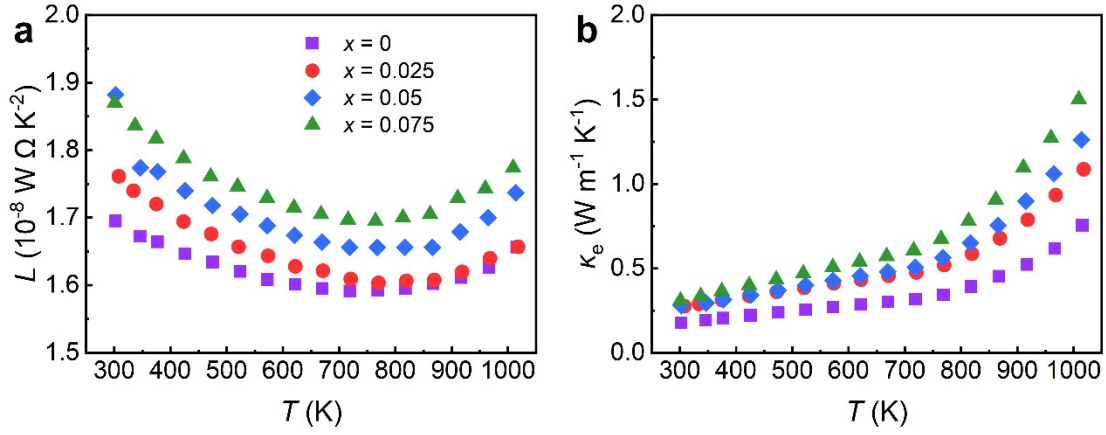 a
2.0
1.9
1.8
1.7
1.6
1.5
L (10⁻⁸ W Ω K⁻²)
x = 0
x = 0.025
x = 0.05
x = 0.075
300 400 500 600 700 800 900 1000
T (K)
b
2.0
1.5
1.0
0.5
0.0
κₑ (W m⁻¹ K⁻¹)
300 400 500 600 700 800 900 1000
T (K)